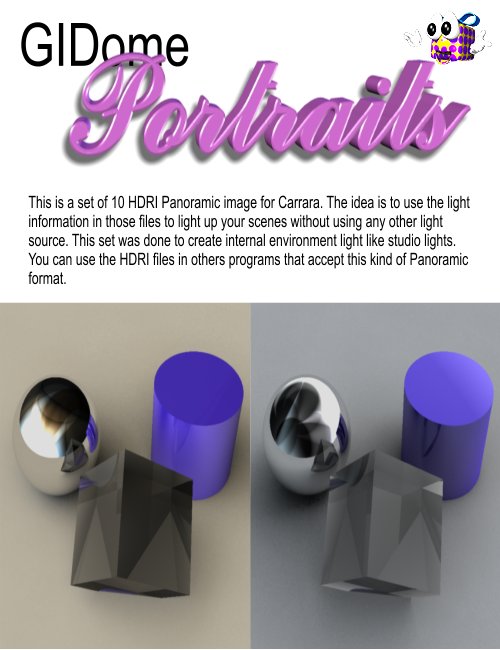 GIDome
Portraits
This is a set of 10 HDRI Panoramic image for Carrara. The idea is to use the light
information in those files to light up your scenes without using any other light
source. This set was done to create internal environment light like studio lights.
You can use the HDRI files in others programs that accept this kind of Panoramic
format.